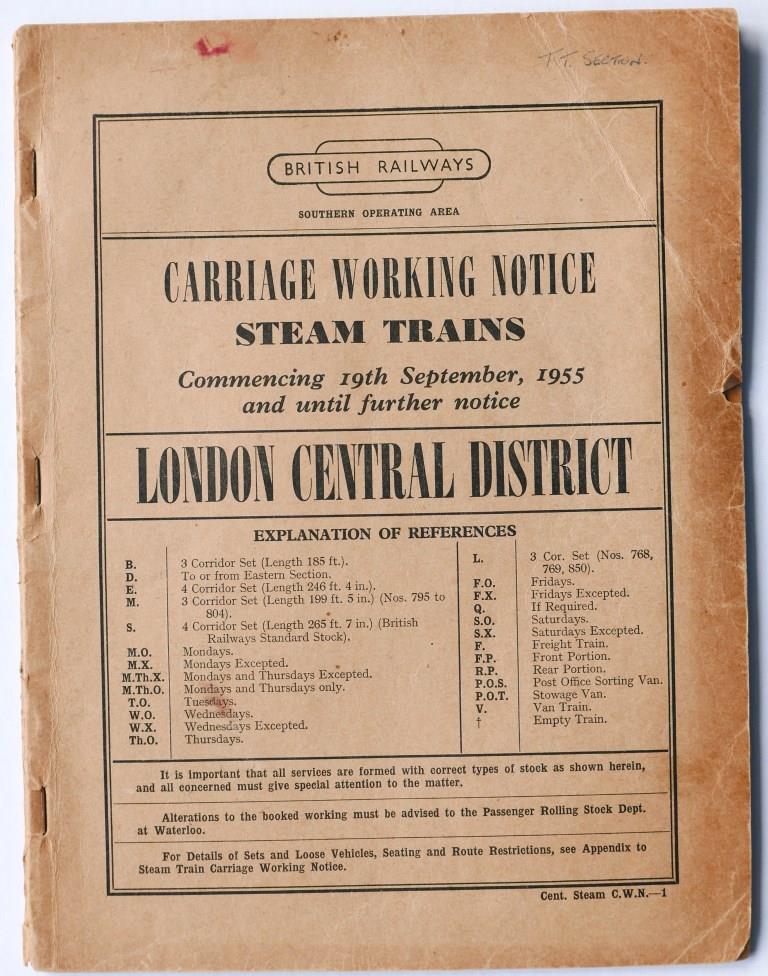 T.T. SECTION.
BRITISH RAILWAYS
SOUTHERN OPERATING AREA
CARRIAGE WORKING NOTICE
STEAM TRAINS
Commencing 19th September, 1955
and until further notice
LONDON CENTRAL DISTRICT
EXPLANATION OF REFERENCES
B. 3 Corridor Set (Length 185 ft.).
D. To or from Eastern Section.
E. 4 Corridor Set (Length 246 ft. 4 in.).
M. 3 Corridor Set (Length 199 ft. 5 in.) (Nos. 795 to
804).
S. 4 Corridor Set (Length 265 ft. 7 in.) (British
Railways Standard Stock).
M.O. Mondays.
M.X. Mondays Excepted.
M.Th.X. Mondays and Thursdays Excepted.
M.Th.O. Mondays and Thursdays only.
T.O. Tuesdays.
W.O. Wednesdays.
W.X. Wednesdays Excepted.
Th.O. Thursdays.
L. 3 Cor. Set (Nos. 768,
769, 850).
F.O. Fridays.
F.X. Fridays Excepted.
Q. If Required.
S.O. Saturdays.
S.X. Saturdays Excepted.
F. Freight Train.
F.P. Front Portion.
R.P. Rear Portion.
P.O.S. Post Office Sorting Van.
P.O.T. Stowage Van.
V. Van Train.
† Empty Train.
It is important that all services are formed with correct types of stock as shown herein,
and all concerned must give special attention to the matter.
Alterations to the booked working must be advised to the Passenger Rolling Stock Dept.
at Waterloo.
For Details of Sets and Loose Vehicles, Seating and Route Restrictions, see Appendix to
Steam Train Carriage Working Notice.
Cent. Steam C.W.N.—1